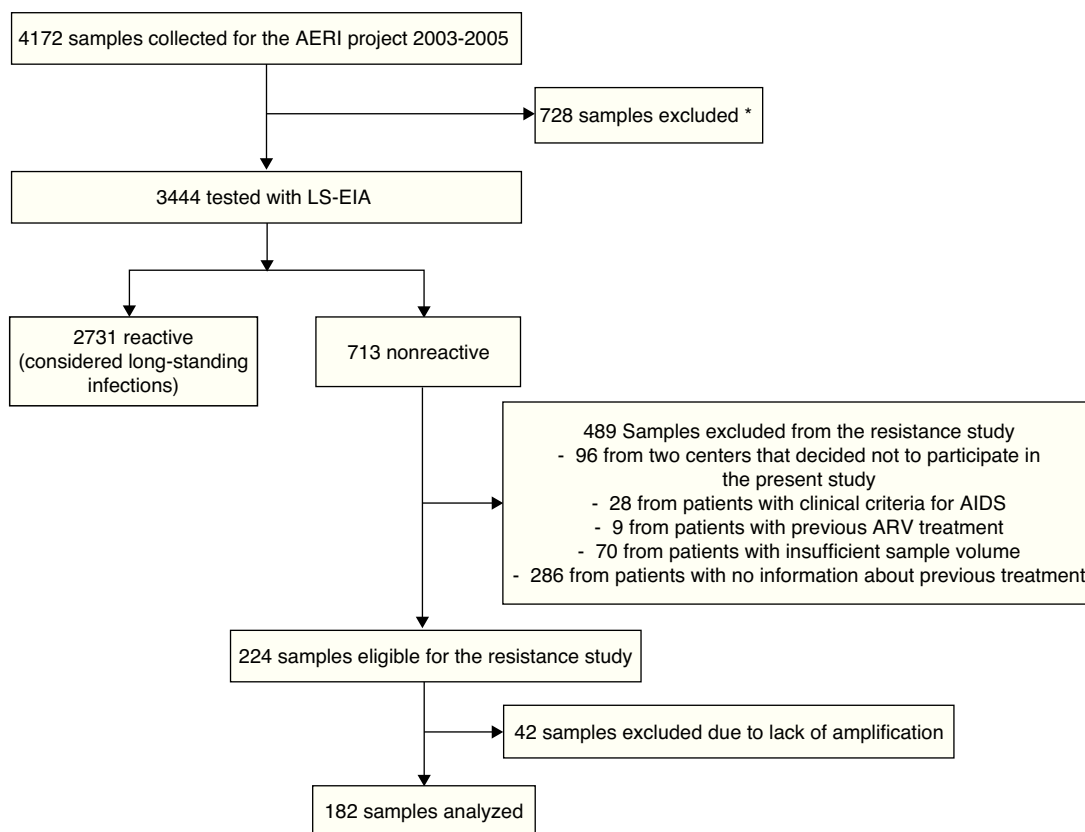 4172 samples collected for the AERI project 2003-2005
728 samples excluded *
3444 tested with LS-EIA
2731 reactive
(considered long-standing
infections)
713 nonreactive
489 Samples excluded from the resistance study
- 96 from two centers that decided not to participate in
the present study
- 28 from patients with clinical criteria for AIDS
- 9 from patients with previous ARV treatment
- 70 from patients with insufficient sample volume
- 286 from patients with no information about previous treatment
224 samples eligible for the resistance study
42 samples excluded due to lack of amplification
182 samples analyzed